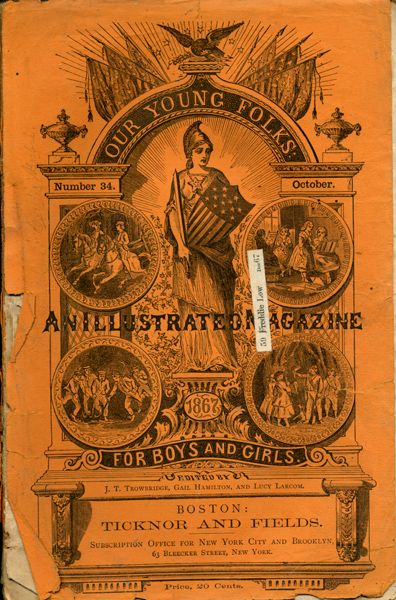 OUR YOUNG FOLKS:
Number 34.
October.
50 Freddie Low Dec67
AN ILLUSTRATED MAGAZINE
1867
FOR BOYS AND GIRLS.
EDITED BY
J. T. TROWBRIDGE, GAIL HAMILTON, AND LUCY LARCOM.
BOSTON:
TICKNOR AND FIELDS.
SUBSCRIPTION OFFICE FOR NEW YORK CITY AND BROOKLYN,
63 BLEECKER STREET, NEW YORK.
Price, 20 Cents.